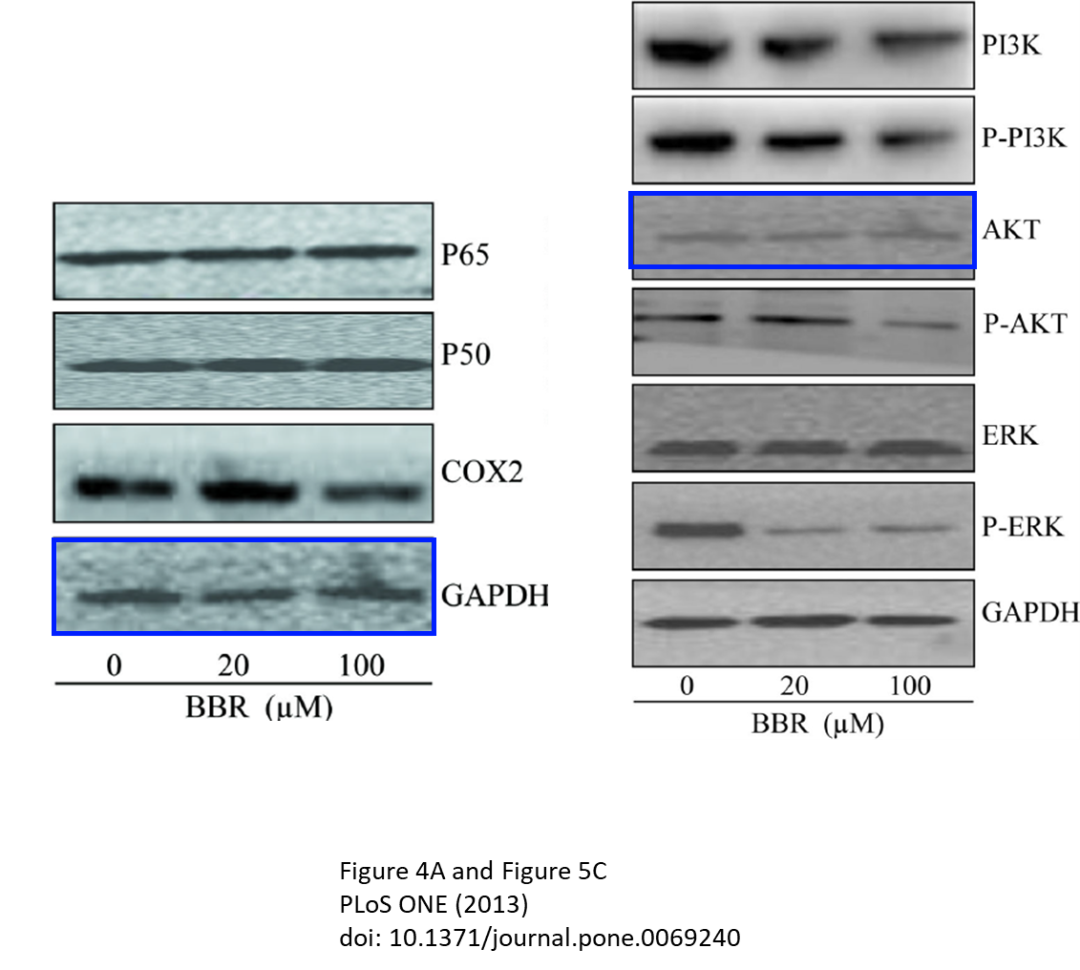 P65
P50
COX2
GAPDH
0 20 100
BBR (µM)
PI3K
P-PI3K
AKT
P-AKT
ERK
P-ERK
GAPDH
0 20 100
BBR (µM)
Figure 4A and Figure 5C
PLoS ONE (2013)
doi: 10.1371/journal.pone.0069240